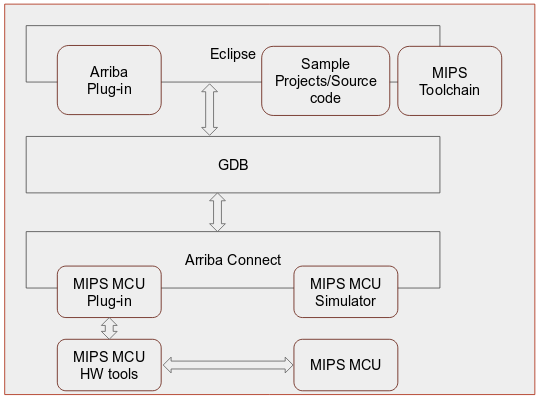 Eclipse
Arriba
Plug-in
Sample
Projects/Source
code
MIPS
Toolchain
GDB
Arriba Connect
MIPS MCU
Plug-in
MIPS MCU
Simulator
MIPS MCU
HW tools
MIPS MCU